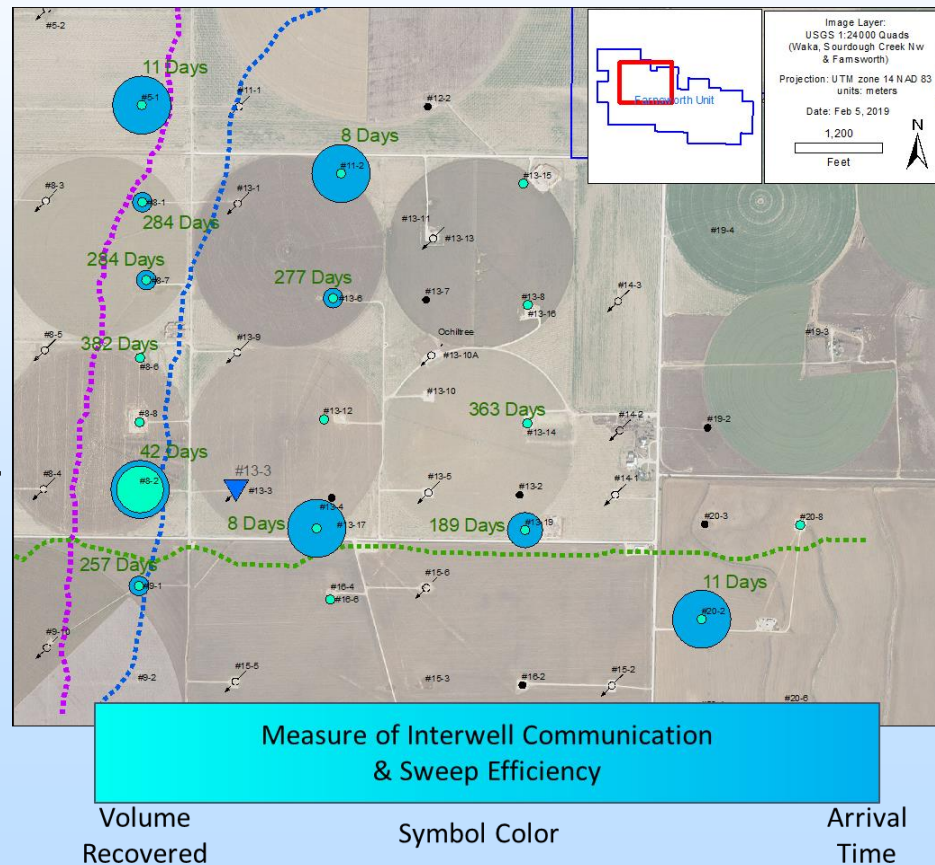 #5-2
11 Days
#5-1
#11-1
#12-2
8 Days
#11-2
Image Layer:
USGS 1:24000 Quads
(Waka, Sourdough Creek Nw
& Farnsworth)
Projection: UTM zone 14 NAD 83
units: meters
Date: Feb 5, 2019
1,200
Feet
N
Farnsworth Unit
#8-3
#8-1
284 Days
#13-1
#13-15
#13-11
#13-13
#19-4
284 Days
#8-7
277 Days
#13-6
#13-7
#13-8
#13-16
#14-3
#8-5
382 Days
#8-6
#13-9
Ochiltree
#13-10A
#19-3
#13-10
#8-8
#13-12
363 Days
#13-14
#14-2
#19-2
42 Days
#8-4
#8-2
#13-3
#13-3
#13-5
#13-2
#14-1
#13-4
8 Days
#13-17
189 Days
#13-19
#20-3
#20-8
257 Days
#9-1
#16-4
#16-6
#15-6
11 Days
#20-2
#9-10
#9-2
#15-5
#15-3
#16-2
#15-2
#20-6
Measure of Interwell Communication
& Sweep Efficiency
Volume
Recovered
Symbol Color
Arrival
Time